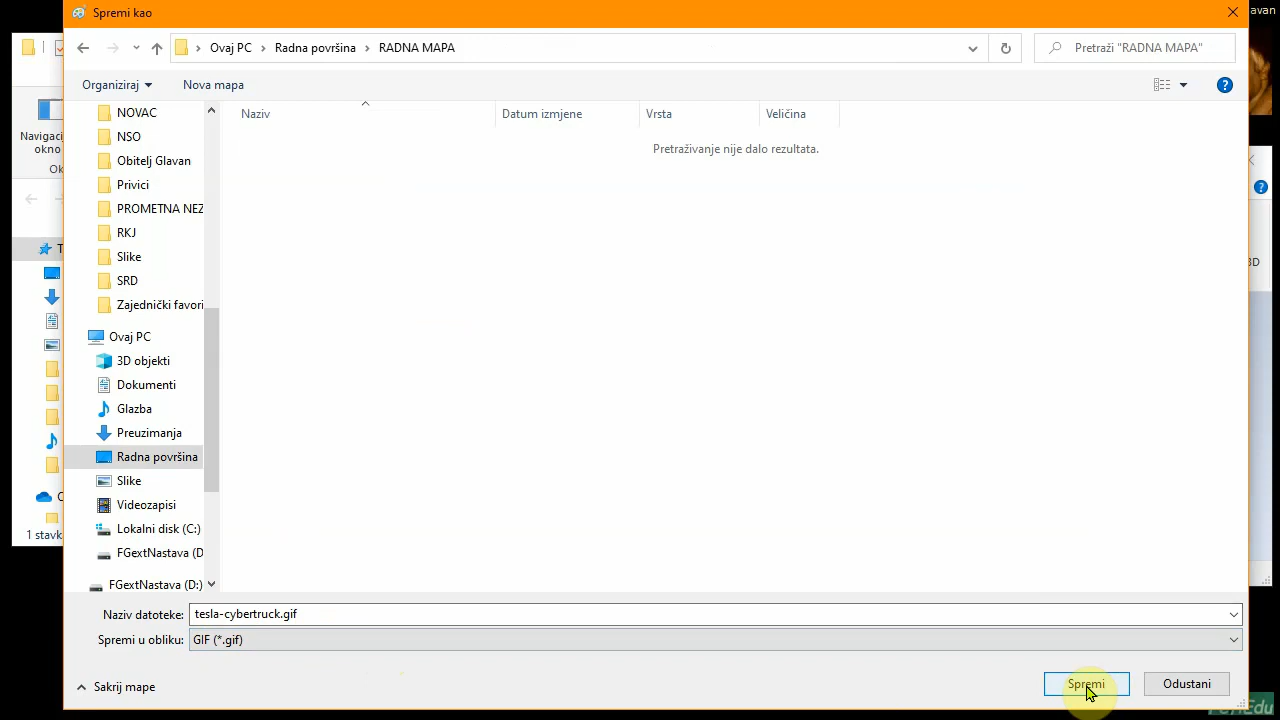 Spremi kao
avan
Ovaj PC
Radna površina
RADNA MAPA
Pretraži "RADNA MAPA"
Organiziraj
Nova mapa
Naziv
Datum izmjene
Vrsta
Veličina
Pretraživanje nije dalo rezultata.
NOVAC
NSO
Obitelj Glavan
Privici
PROMETNA NEZ
RKJ
Slike
SRD
Zajednički favori
Ovaj PC
3D objekti
Dokumenti
Glazba
Preuzimanja
Radna površina
Slike
Videozapisi
Lokalni disk (C:)
FGextNastava (D
FGextNastava (D:)
Navigaci
okno
Ok
T
1 stavk
3D
Naziv datoteke:
tesla-cybertruck.gif
Spremi u obliku:
GIF (*.gif)
Sakrij mape
Spremi
Odustani